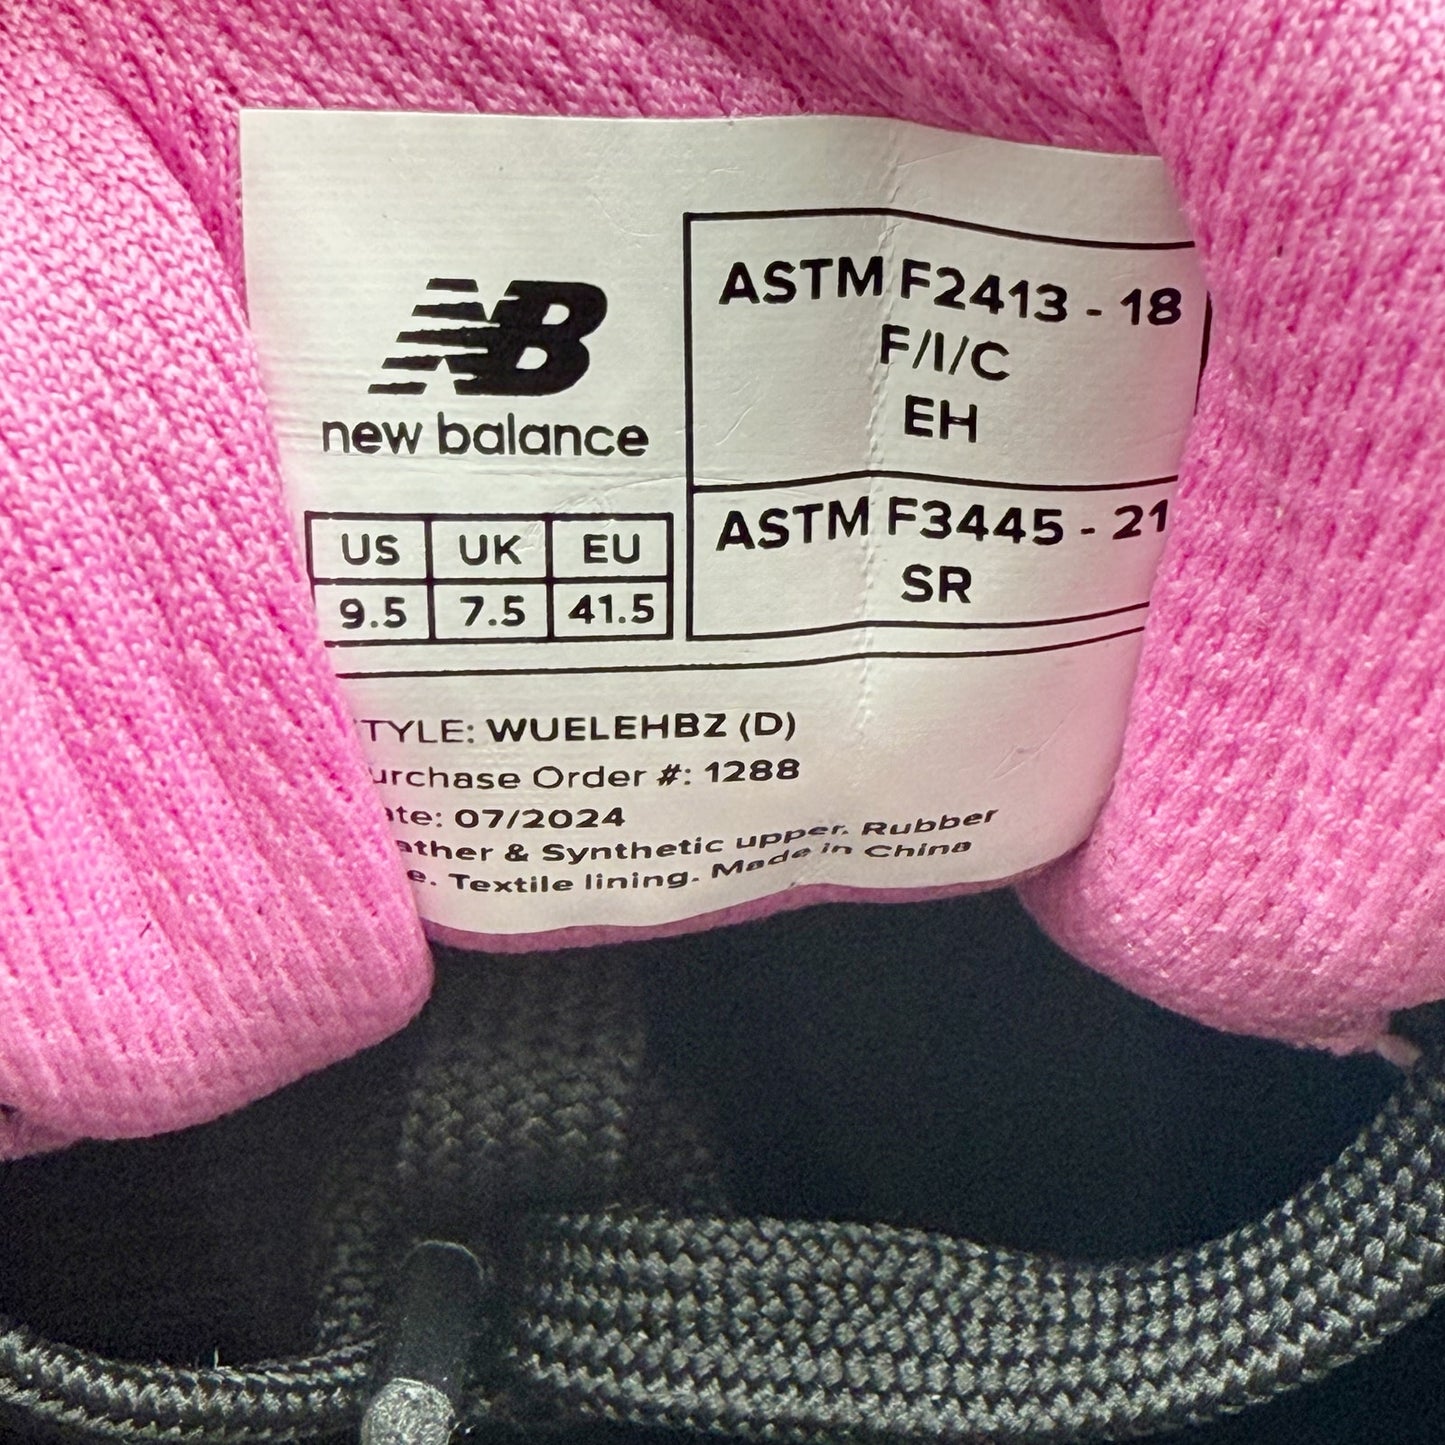 NB
new balance
US UK EU
9.5 7.5 41.5
ASTM F2413 - 18
F/I/C
EH
ASTM F3445 - 21
SR
TYLE: WUELEHBZ (D)
urchase Order #: 1288
ate: 07/2024
ather & Synthetic upper. Rubber
e. Textile lining. Made in China